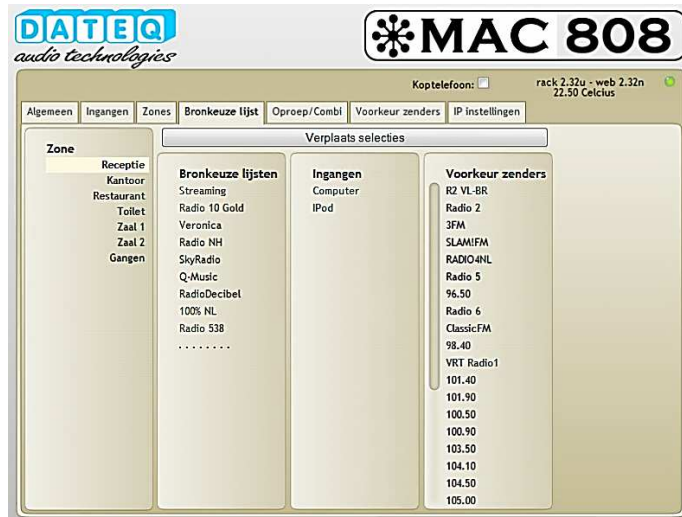 DATEQ
audio technologies
MAC 808
Koptelefoon:
rack 2.32u - web 2.32n
22.50 Celcius
Algemeen Ingangen Zones Bronkeuze lijst Oproep/Combi Voorkeur zenders IP instellingen
Verplaats selecties
Zone
Receptie
Kantoor
Restaurant
Toilet
Zaal 1
Zaal 2
Gangen
Bronkeuze lijsten
Streaming
Radio 10 Gold
Veronica
Radio NH
SkyRadio
Q-Music
RadioDecibel
100% NL
Radio 538
. . . . . . . .
Ingangen
Computer
IPod
Voorkeur zenders
R2 VL-BR
Radio 2
3FM
SLAM!FM
RADIO4NL
Radio 5
96.50
Radio 6
ClassicFM
98.40
VRT Radio1
101.40
101.90
100.50
100.90
103.50
104.10
104.50
105.00